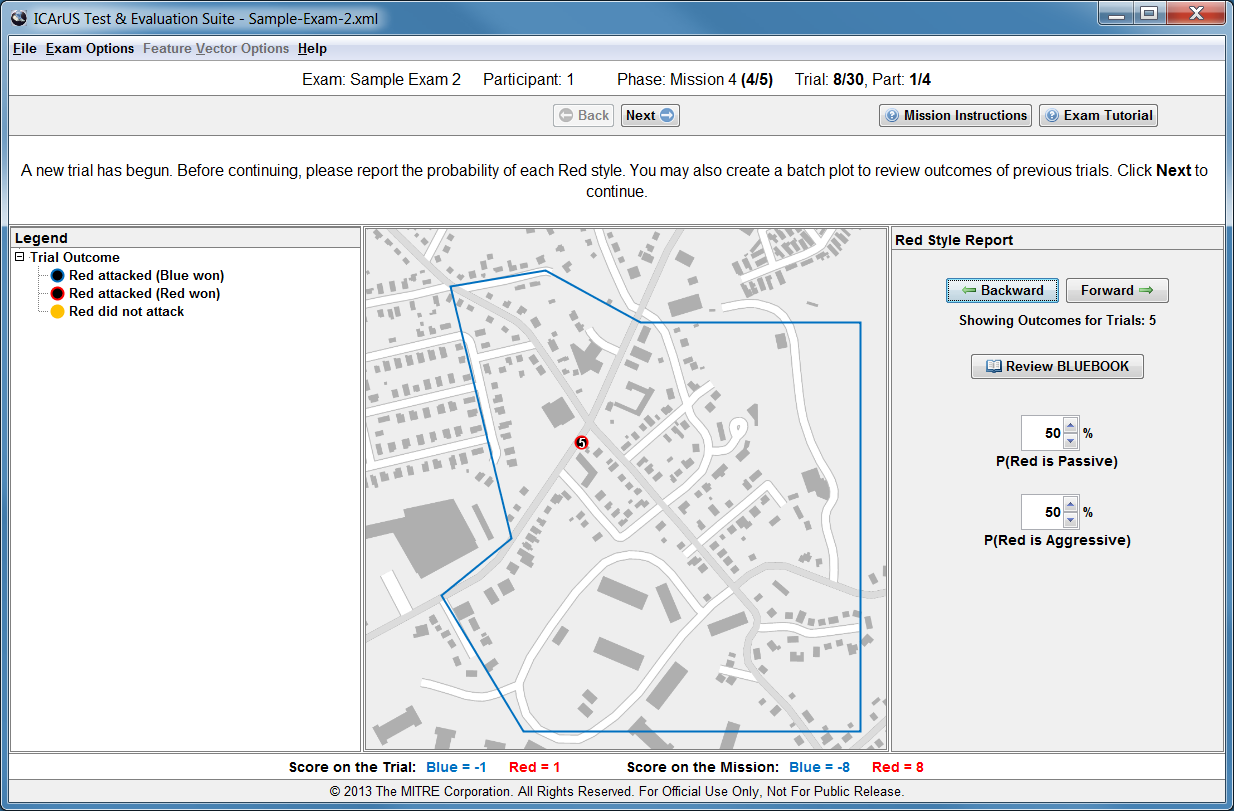 ICArUS Test & Evaluation Suite - Sample-Exam-2.xml
File Exam Options Feature Vector Options Help
Exam: Sample Exam 2 Participant: 1 Phase: Mission 4 (4/5) Trial: 8/30, Part: 1/4
Back Next Mission Instructions Exam Tutorial
A new trial has begun. Before continuing, please report the probability of each Red style. You may also create a batch plot to review outcomes of previous trials. Click Next to
continue.
Legend
Trial Outcome
Red attacked (Blue won)
Red attacked (Red won)
Red did not attack
5
Red Style Report
Backward Forward
Showing Outcomes for Trials: 5
Review BLUEBOOK
50 %
P(Red is Passive)
50 %
P(Red is Aggressive)
Score on the Trial: Blue = -1 Red = 1 Score on the Mission: Blue = -8 Red = 8
© 2013 The MITRE Corporation. All Rights Reserved. For Official Use Only, Not For Public Release.